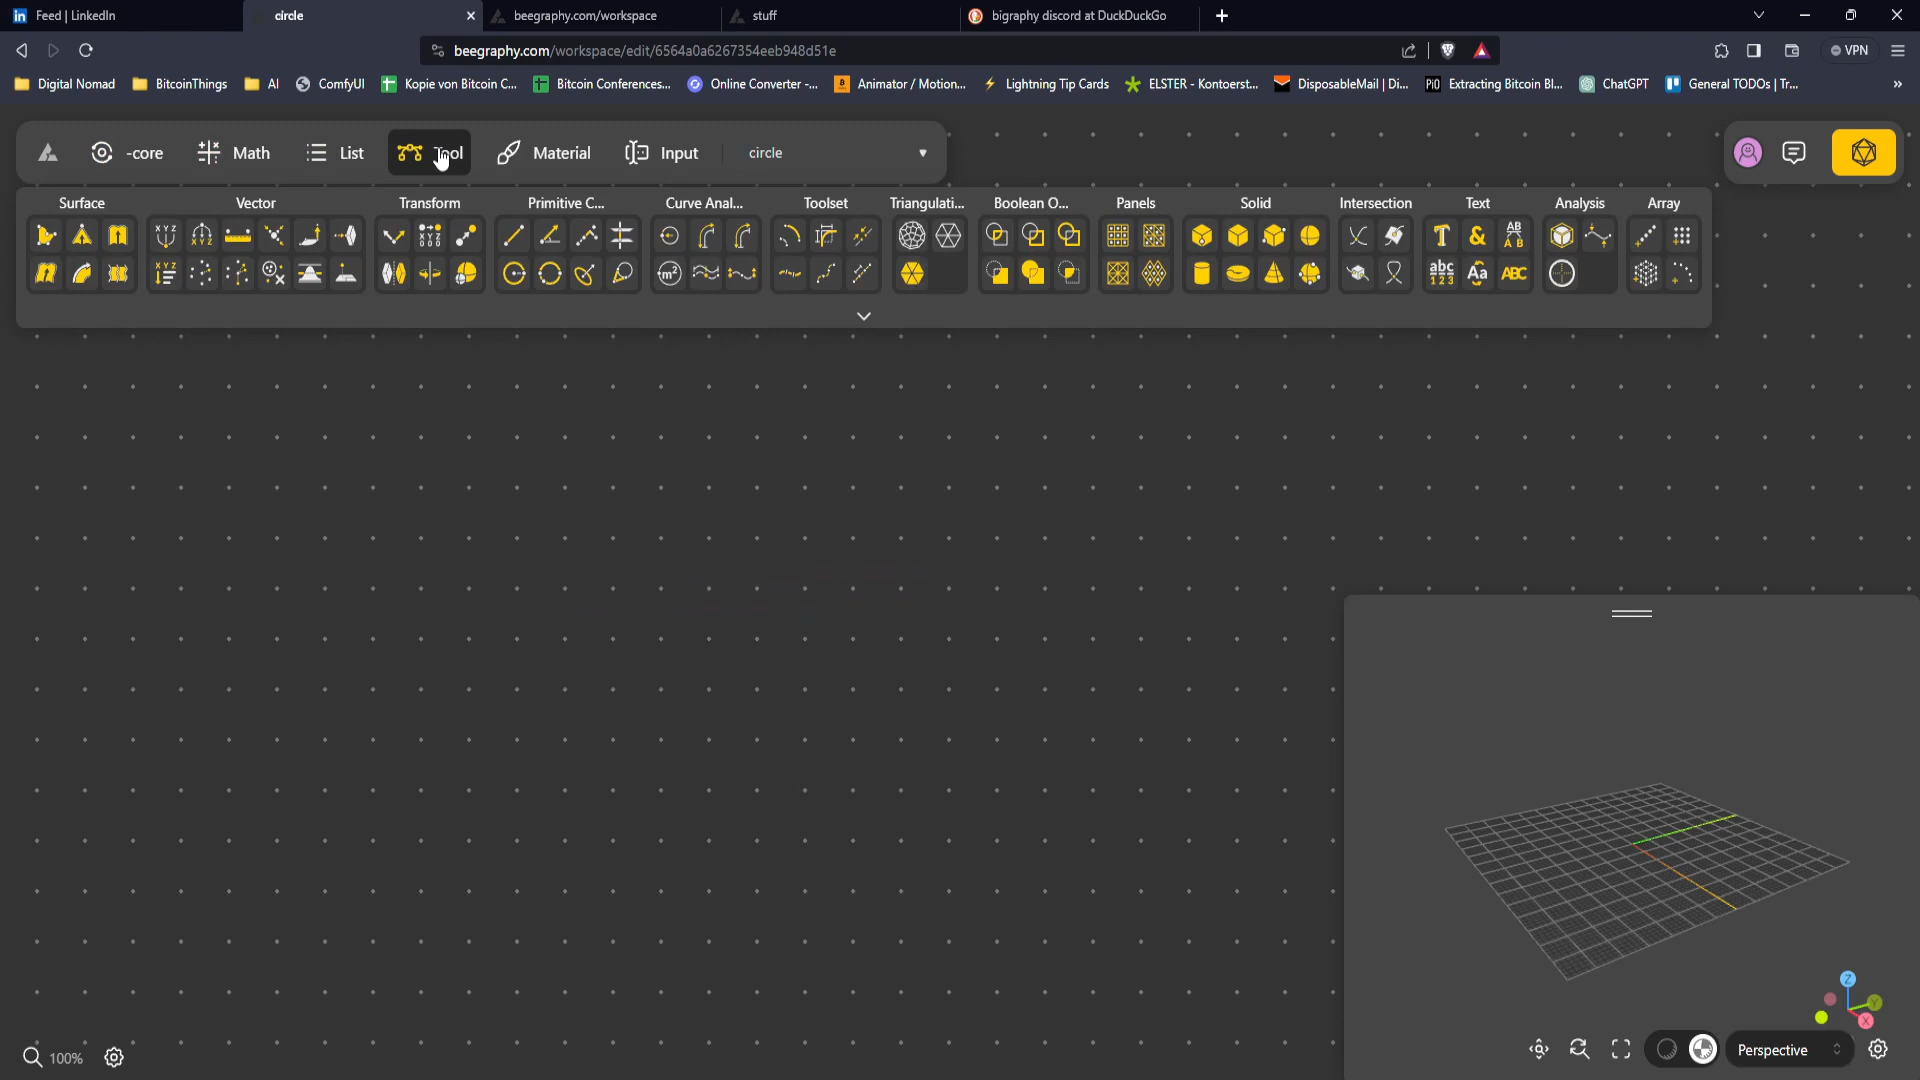 Feed | LinkedIn
circle
beegraphy.com/workspace
stuff
bigraphy discord at DuckDuckGo
beegraphy.com/workspace/edit/6564a0a6267354eeb948d51e
VPN
Digital Nomad
BitcoinThings
AI
ComfyUI
Kopie von Bitcoin C...
Bitcoin Conferences...
Online Converter -...
Animator / Motion...
Lightning Tip Cards
ELSTER - Kontoerst...
DisposableMail | Di...
PiO
Extracting Bitcoin Bl...
ChatGPT
General TODOs | Tr...
-core
Math
List
Material
Input
circle
Surface
Vector
Transform
Primitive C...
Curve Anal...
Toolset
Triangulati...
Boolean O...
Panels
Solid
Intersection
Text
Analysis
Array
100%
Z
Y
X
Perspective